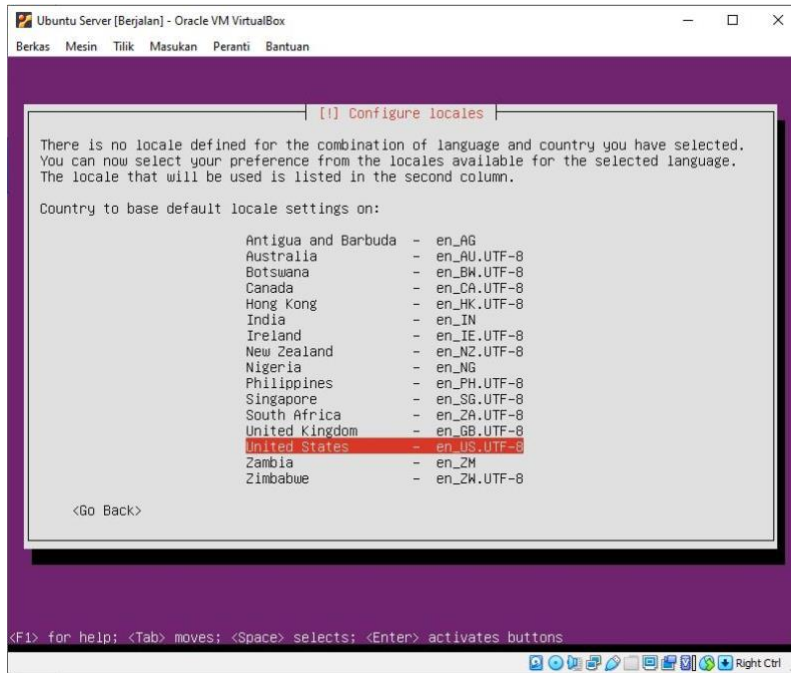 Ubuntu Server [Berjalan] - Oracle VM VirtualBox
Berkas Mesin Tilik Masukan Peranti Bantuan
[!] Configure locales
There is no locale defined for the combination of language and country you have selected.
You can now select your preference from the locales available for the selected language.
The locale that will be used is listed in the second column.
Country to base default locale settings on:
Antigua and Barbuda - en_AG
Australia - en_AU.UTF-8
Botswana - en_BW.UTF-8
Canada - en_CA.UTF-8
Hong Kong - en_HK.UTF-8
India - en_IN
Ireland - en_IE.UTF-8
New Zealand - en_NZ.UTF-8
Nigeria - en_NG
Philippines - en_PH.UTF-8
Singapore - en_SG.UTF-8
South Africa - en_ZA.UTF-8
United Kingdom - en_GB.UTF-8
United States - en_US.UTF-8
Zambia - en_ZM
Zimbabwe - en_ZW.UTF-8
<Go Back>
<F1> for help; <Tab> moves; <Space> selects; <Enter> activates buttons
Right Ctrl